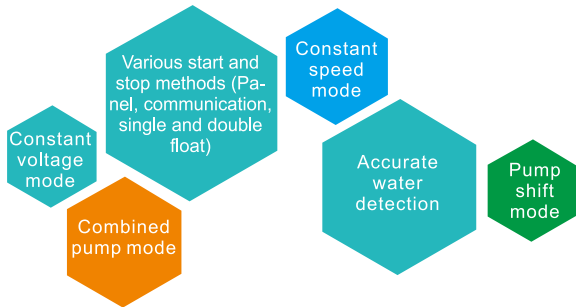 Constant
voltage
mode
Various start and
stop methods (Pa-
nel, communication,
single and double
float)
Combined
pump mode
Constant
speed
mode
Accurate
water
detection
Pump
shift
mode